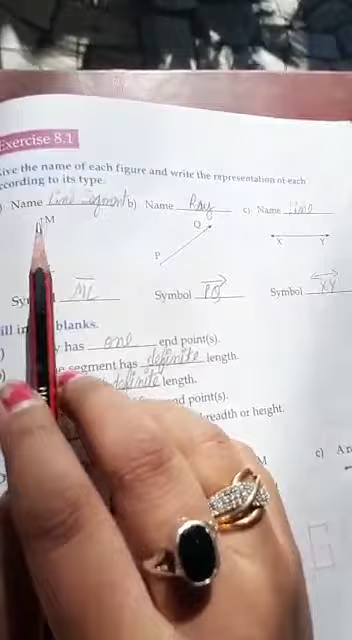 Exercise 8.1
Give the name of each figure and write the representation of each
according to its type.
Name Line segment b) Name Ray c) Name line
M
Q
P
X Y
ML Symbol PQ Symbol XY
blanks.
has one end point(s).
segment has definite length.
definite length.
end point(s).
breadth or height.
M
c)